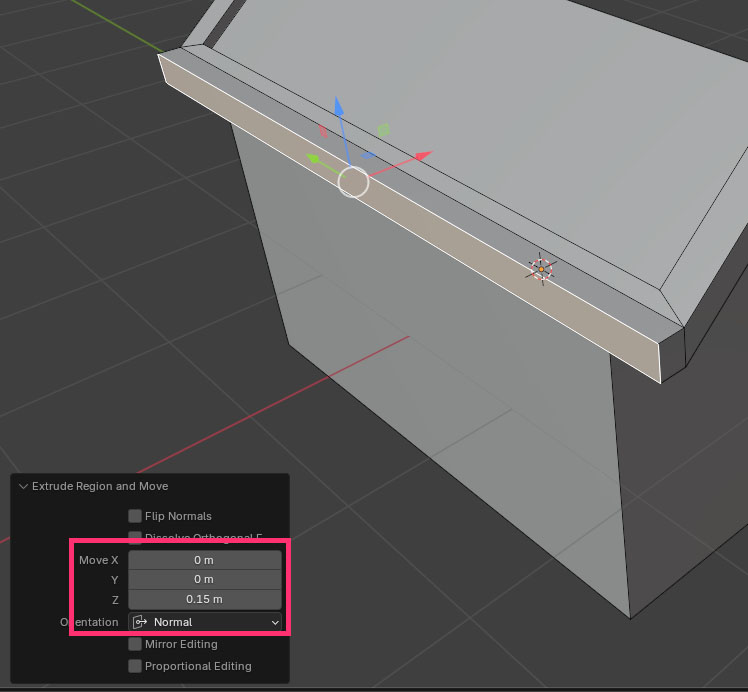 Extrude Region and Move
Flip Normals
Dissolve Orthogonal E
Move X 0 m
Y 0 m
Z 0.15 m
Orientation Normal
Mirror Editing
Proportional Editing